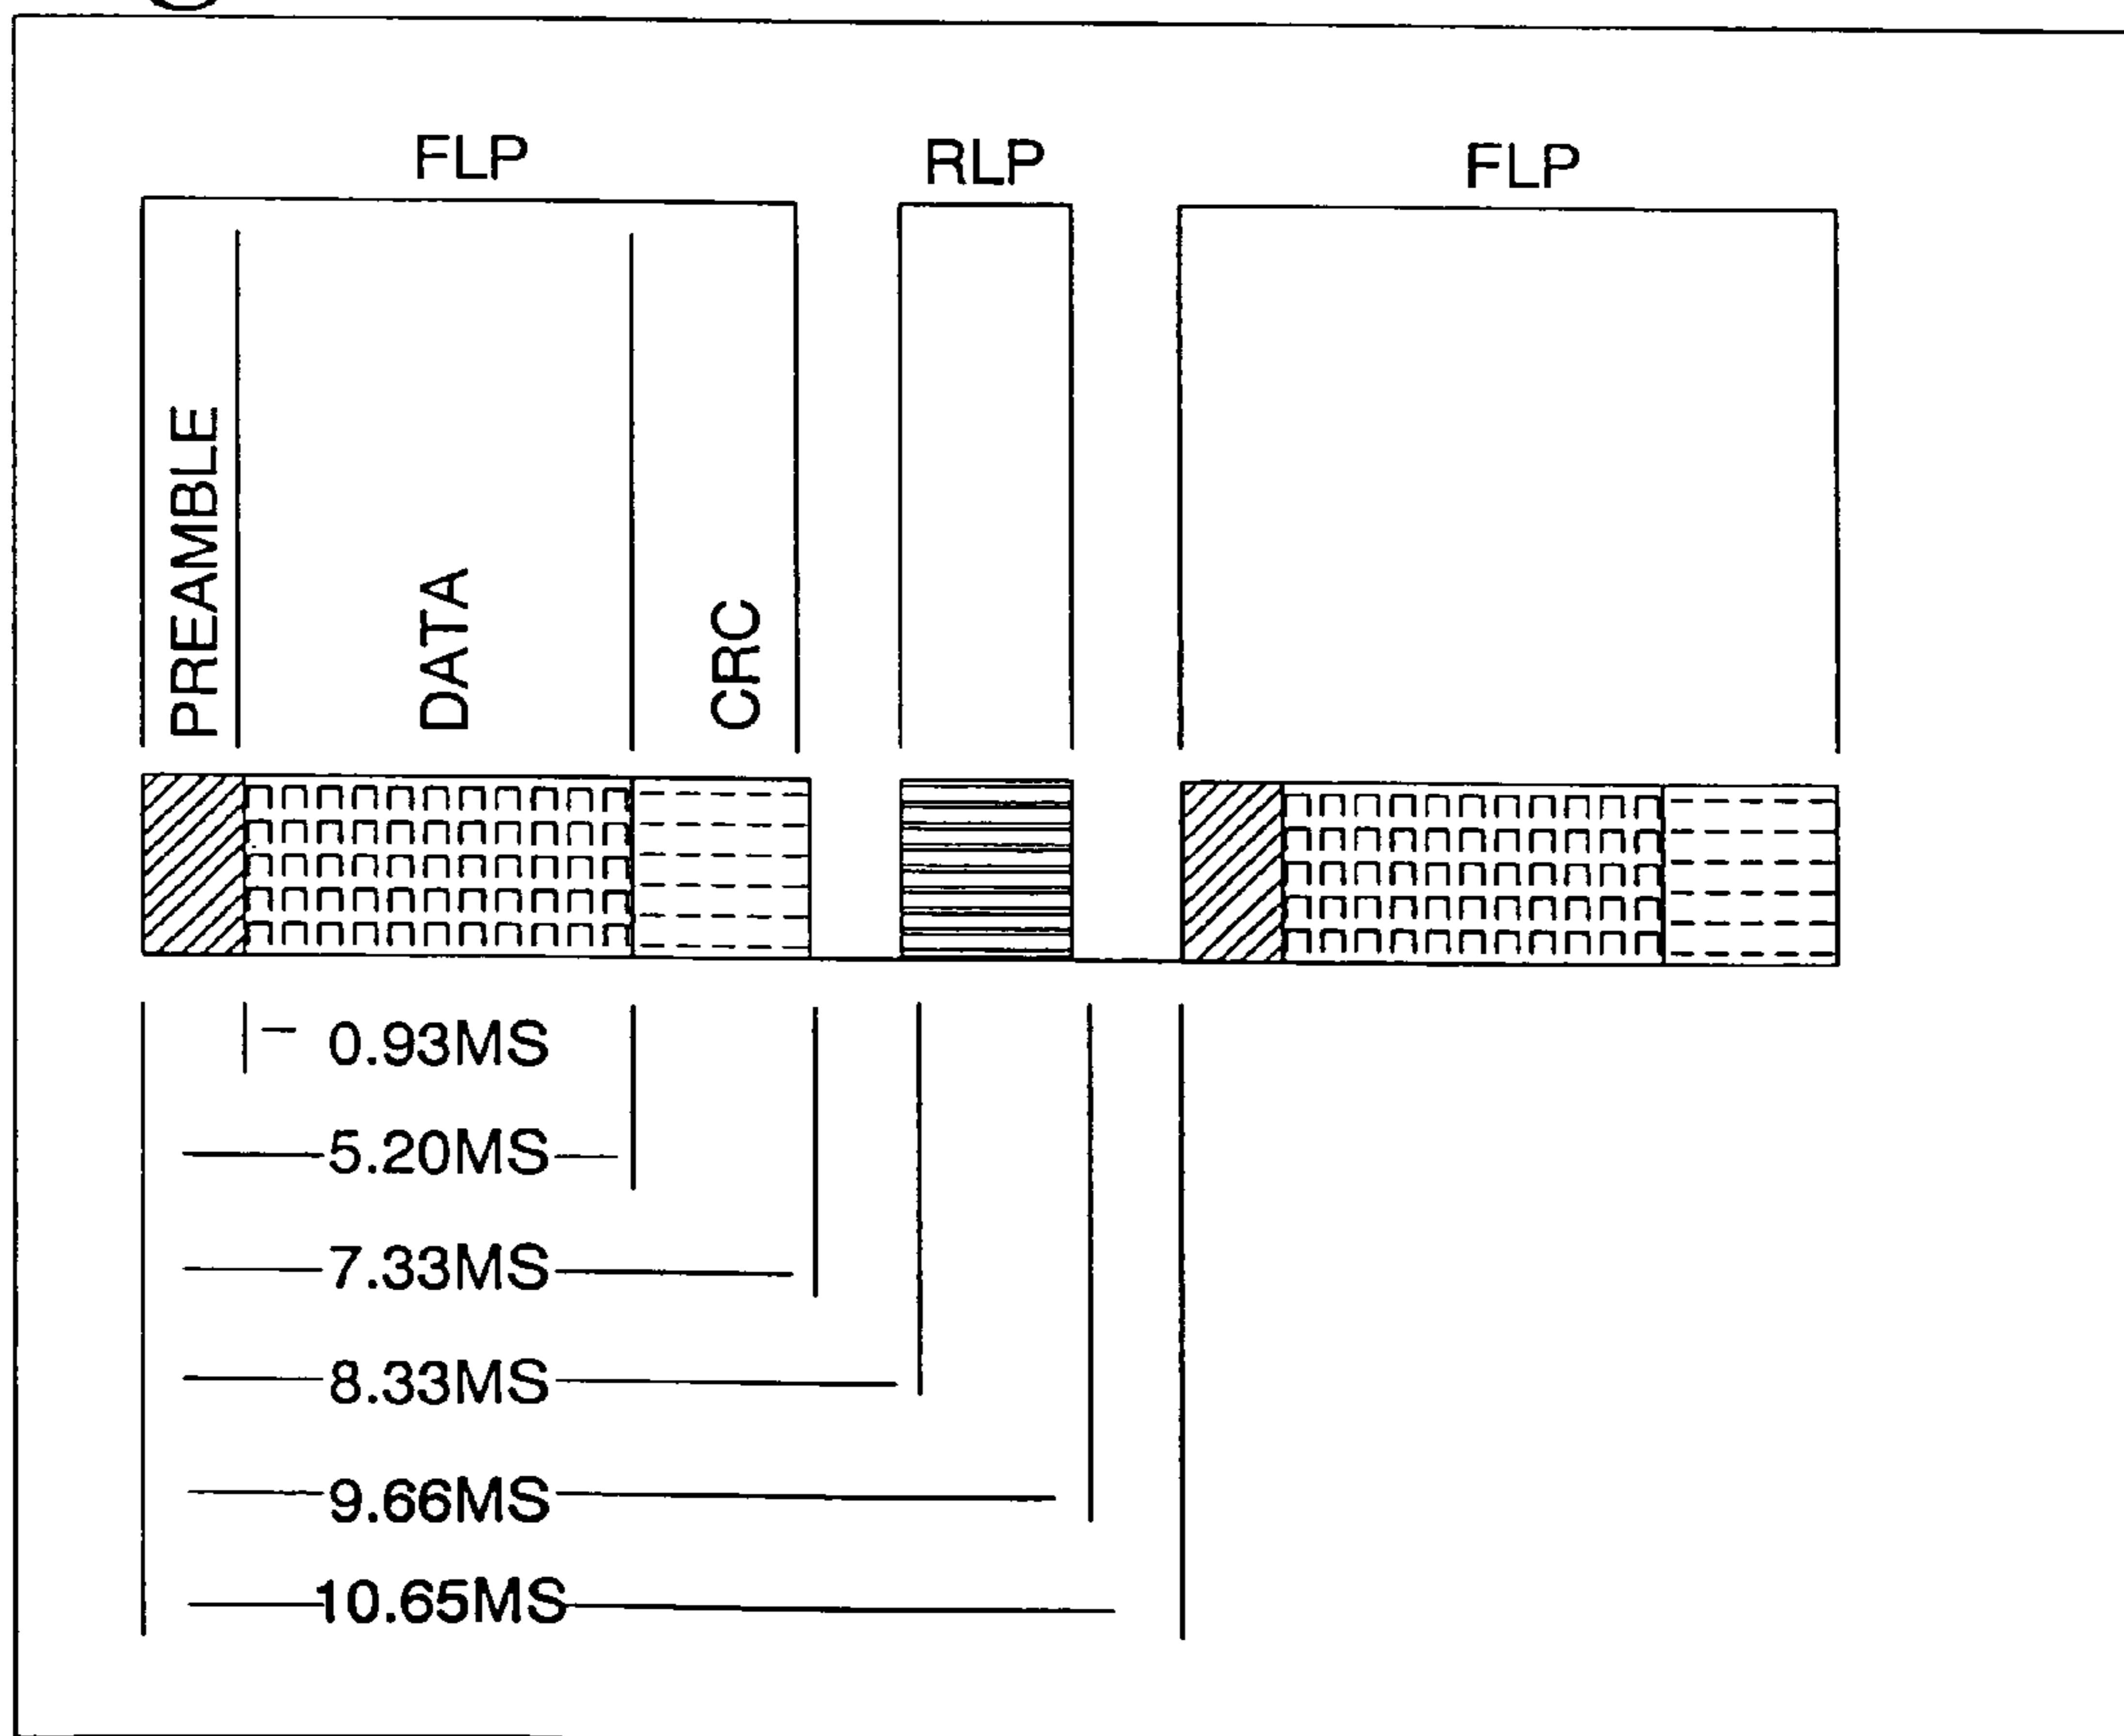 FLP RLP FLP
PREAMBLE
DATA
CRC
0.93MS
5.20MS
7.33MS
8.33MS
9.66MS
10.65MS